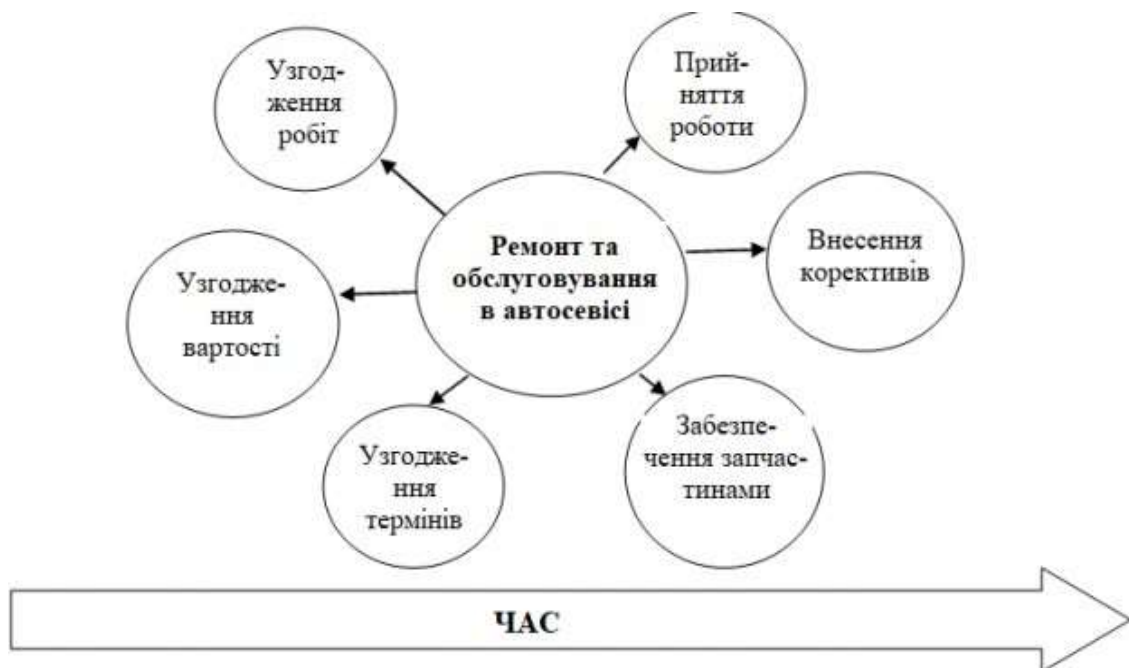 Узгод-
ження
робіт
Прий-
няття
роботи
Ремонт та
обслуговування
в автосевісі
Внесення
корективів
Узгодже-
ння
вартості
Узгодже-
ння
термінів
Забезпе-
чення запчас-
тинами
ЧАС